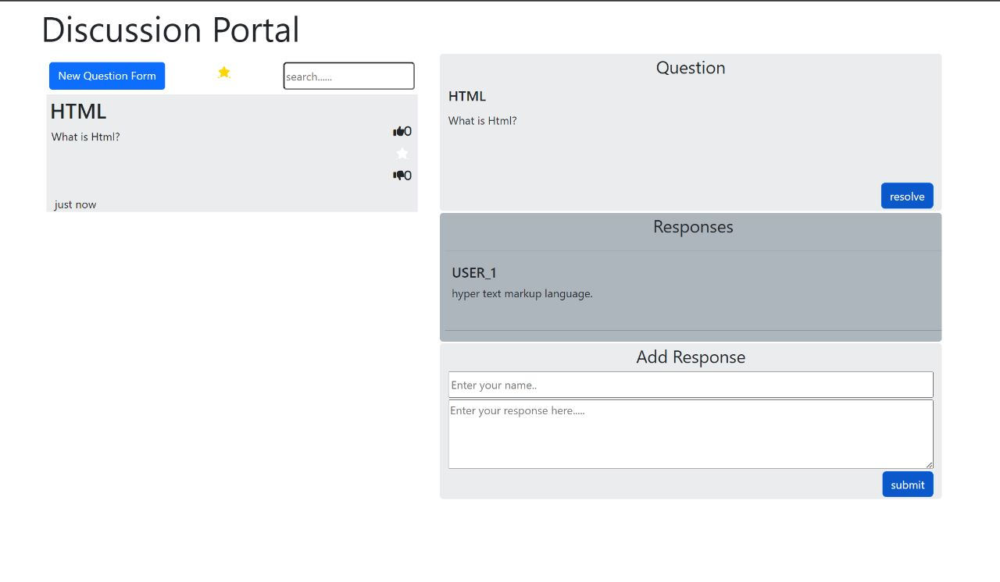 Discussion Portal
New Question Form
search......
HTML
What is Html?
0
0
just now
Question
HTML
What is Html?
resolve
Responses
USER_1
hyper text markup language.
Add Response
Enter your name..
Enter your response here.....
submit